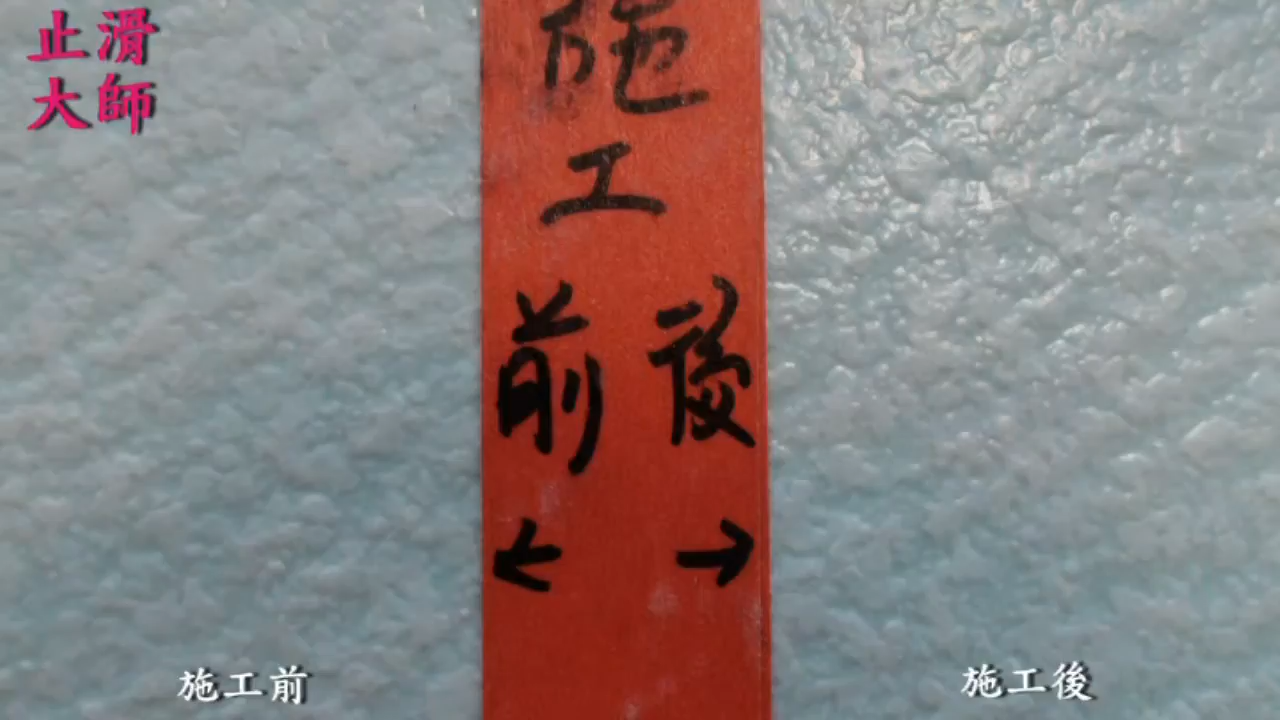 止滑
大師
施
工
前 後
← →
施工前
施工後